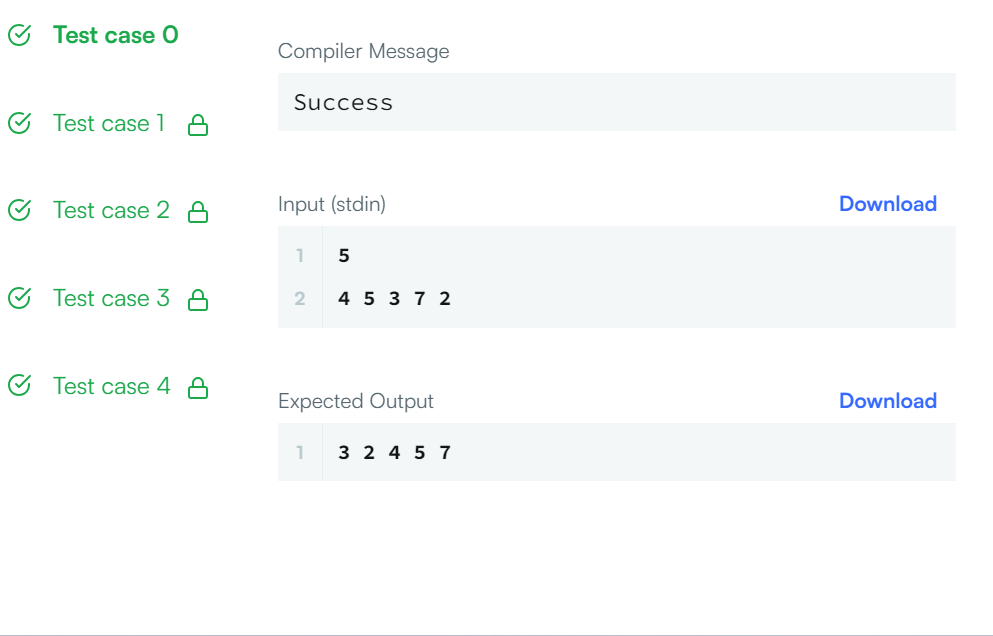 Test case 0
Test case 1
Test case 2
Test case 3
Test case 4
Compiler Message
Success
Input (stdin)
Download
1 5
2 4 5 3 7 2
Expected Output
Download
1 3 2 4 5 7